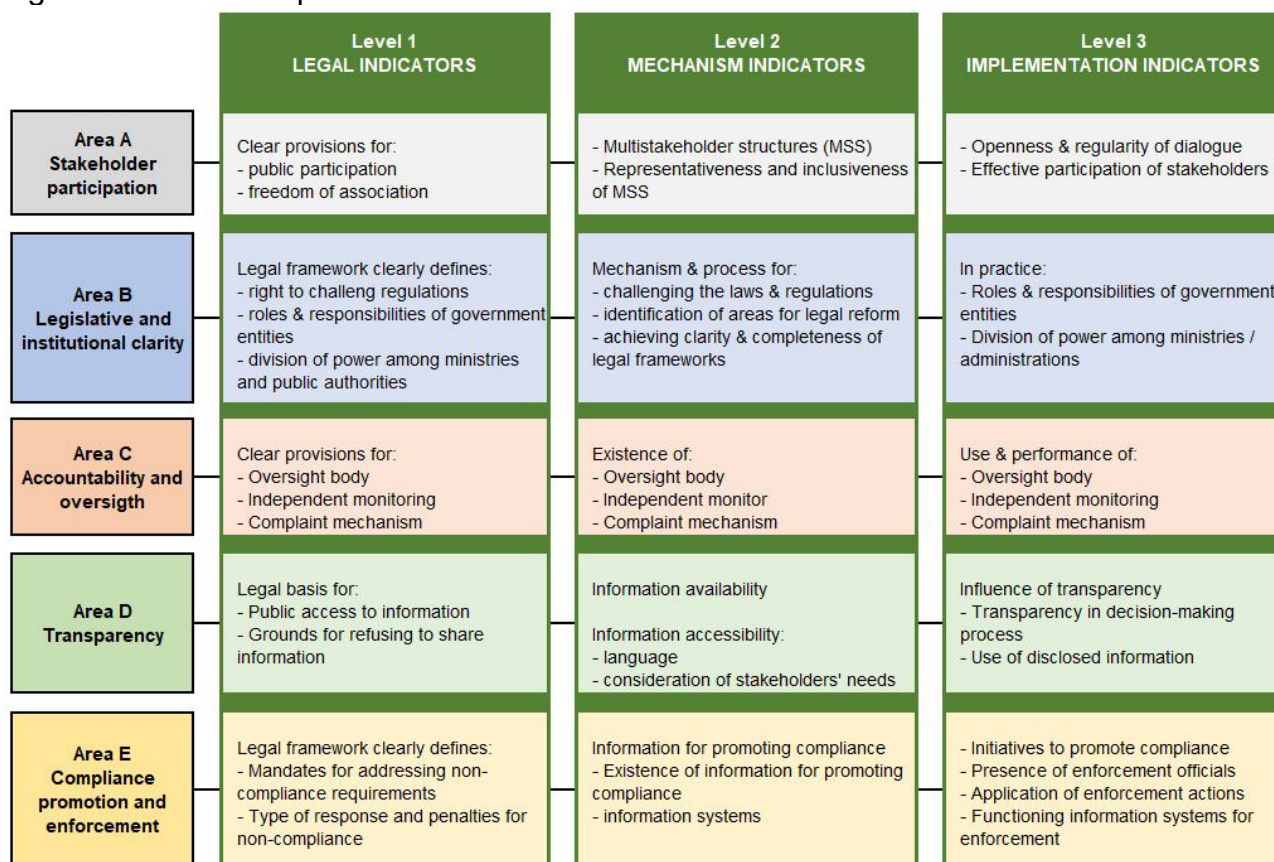 Level 1
LEGAL INDICATORS
Level 2
MECHANISM INDICATORS
Level 3
IMPLEMENTATION INDICATORS
Area A
Stakeholder
participation
Clear provisions for:
- public participation
- freedom of association
- Multistakeholder structures (MSS)
- Representativeness and inclusiveness
of MSS
- Openness & regularity of dialogue
- Effective participation of stakeholders
Area B
Legislative and
institutional clarity
Legal framework clearly defines:
- right to challeng regulations
- roles & responsibilities of government
entities
- division of power among ministries
and public authorities
Mechanism & process for:
- challenging the laws & regulations
- identification of areas for legal reform
- achieving clarity & completeness of
legal frameworks
In practice:
- Roles & responsibilities of government
entities
- Division of power among ministries /
administrations
Area C
Accountability and
oversigth
Clear provisions for:
- Oversight body
- Independent monitoring
- Complaint mechanism
Existence of:
- Oversight body
- Independent monitor
- Complaint mechanism
Use & performance of:
- Oversight body
- Independent monitoring
- Complaint mechanism
Area D
Transparency
Legal basis for:
- Public access to information
- Grounds for refusing to share
information
Information availability
Information accessibility:
- language
- consideration of stakeholders' needs
Influence of transparency
- Transparency in decision-making
process
- Use of disclosed information
Area E
Compliance
promotion and
enforcement
Legal framework clearly defines:
- Mandates for addressing non-
compliance requirements
- Type of response and penalties for
non-compliance
Information for promoting compliance
- Existence of information for promoting
compliance
- information systems
- Initiatives to promote compliance
- Presence of enforcement officials
- Application of enforcement actions
- Functioning information systems for
enforcement